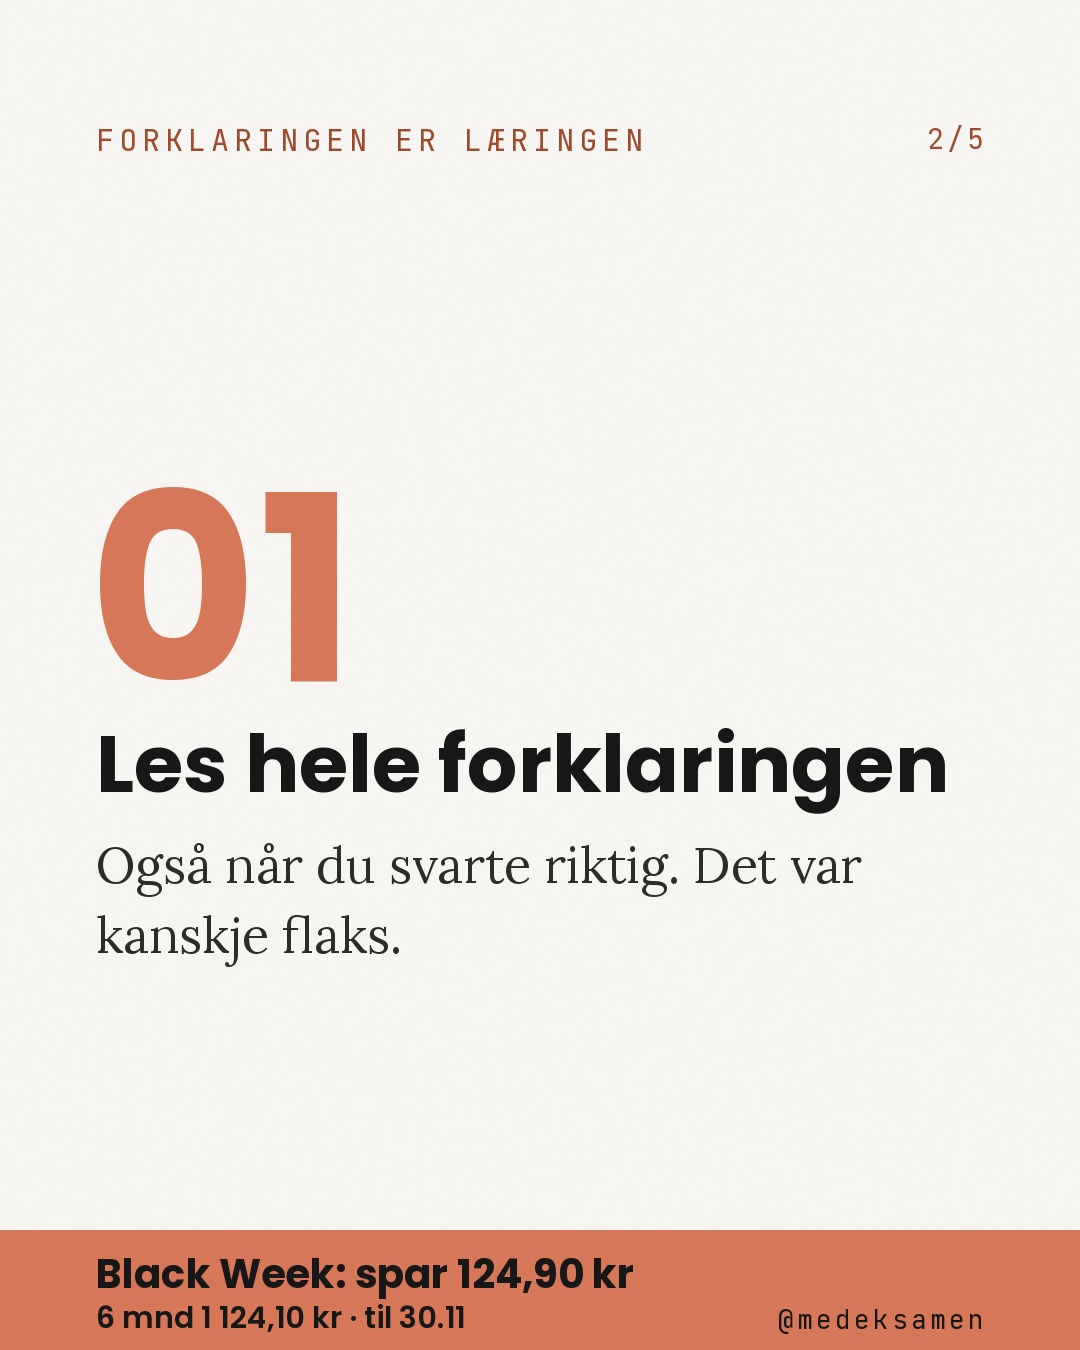 FORKLARINGEN ER LÆRINGEN
2/5
01
Les hele forklaringen
Også når du svarte riktig. Det var
kanskje flaks.
Black Week: spar 124,90 kr
6 mnd 1 124,10 kr · til 30.11
@medeksamen